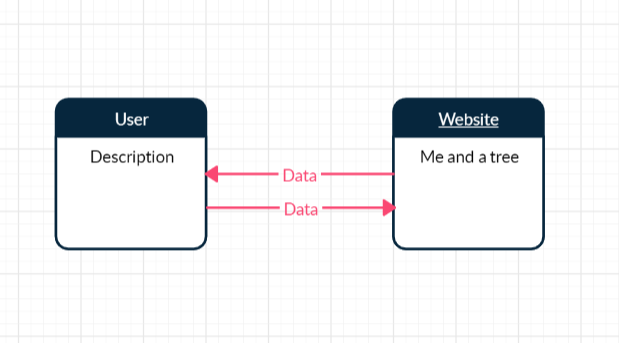 User
Description
Website
Me and a tree
Data
Data